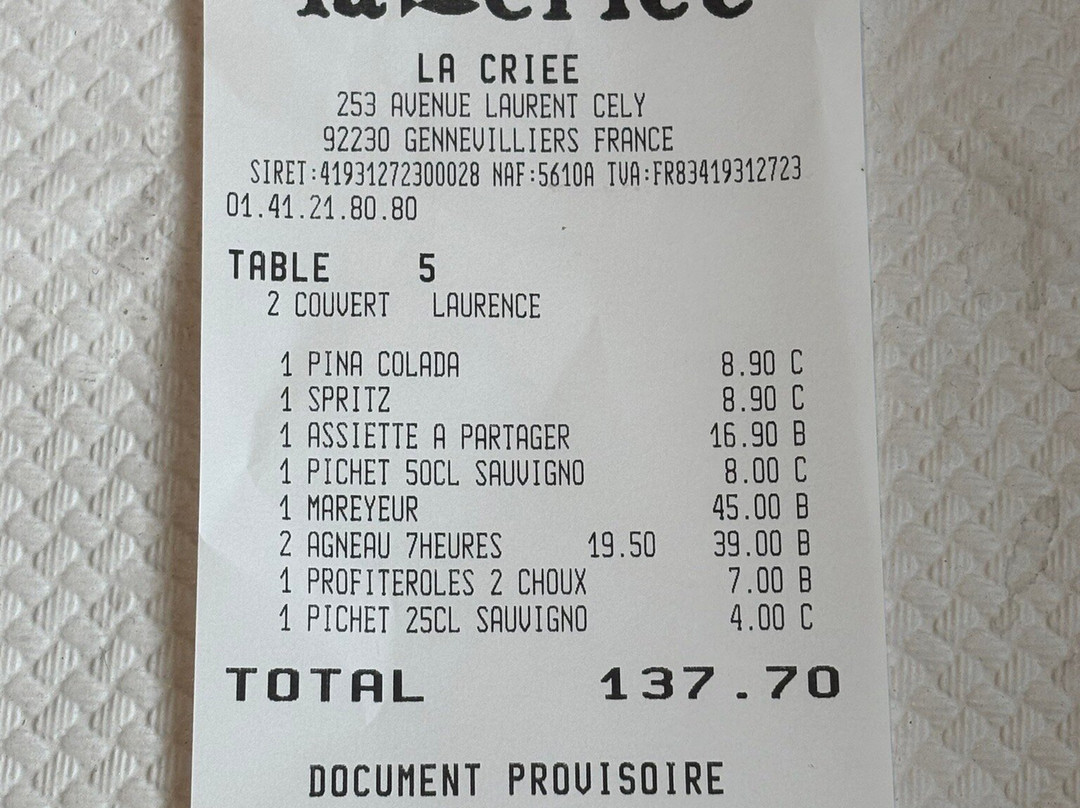 la criée
LA CRIEE
253 AVENUE LAURENT CELY
92230 GENNEVILLIERS FRANCE
SIRET:41931272300028 NAF:5610A TVA:FR83419312723
01.41.21.80.80
TABLE 5
2 COUVERT LAURENCE
1 PINA COLADA 8.90 C
1 SPRITZ 8.90 C
1 ASSIETTE A PARTAGER 16.90 B
1 PICHET 50CL SAUVIGNO 8.00 C
1 MAREYEUR 45.00 B
2 AGNEAU 7HEURES 19.50 39.00 B
1 PROFITEROLES 2 CHOUX 7.00 B
1 PICHET 25CL SAUVIGNO 4.00 C
TOTAL 137.70
DOCUMENT PROVISOIRE